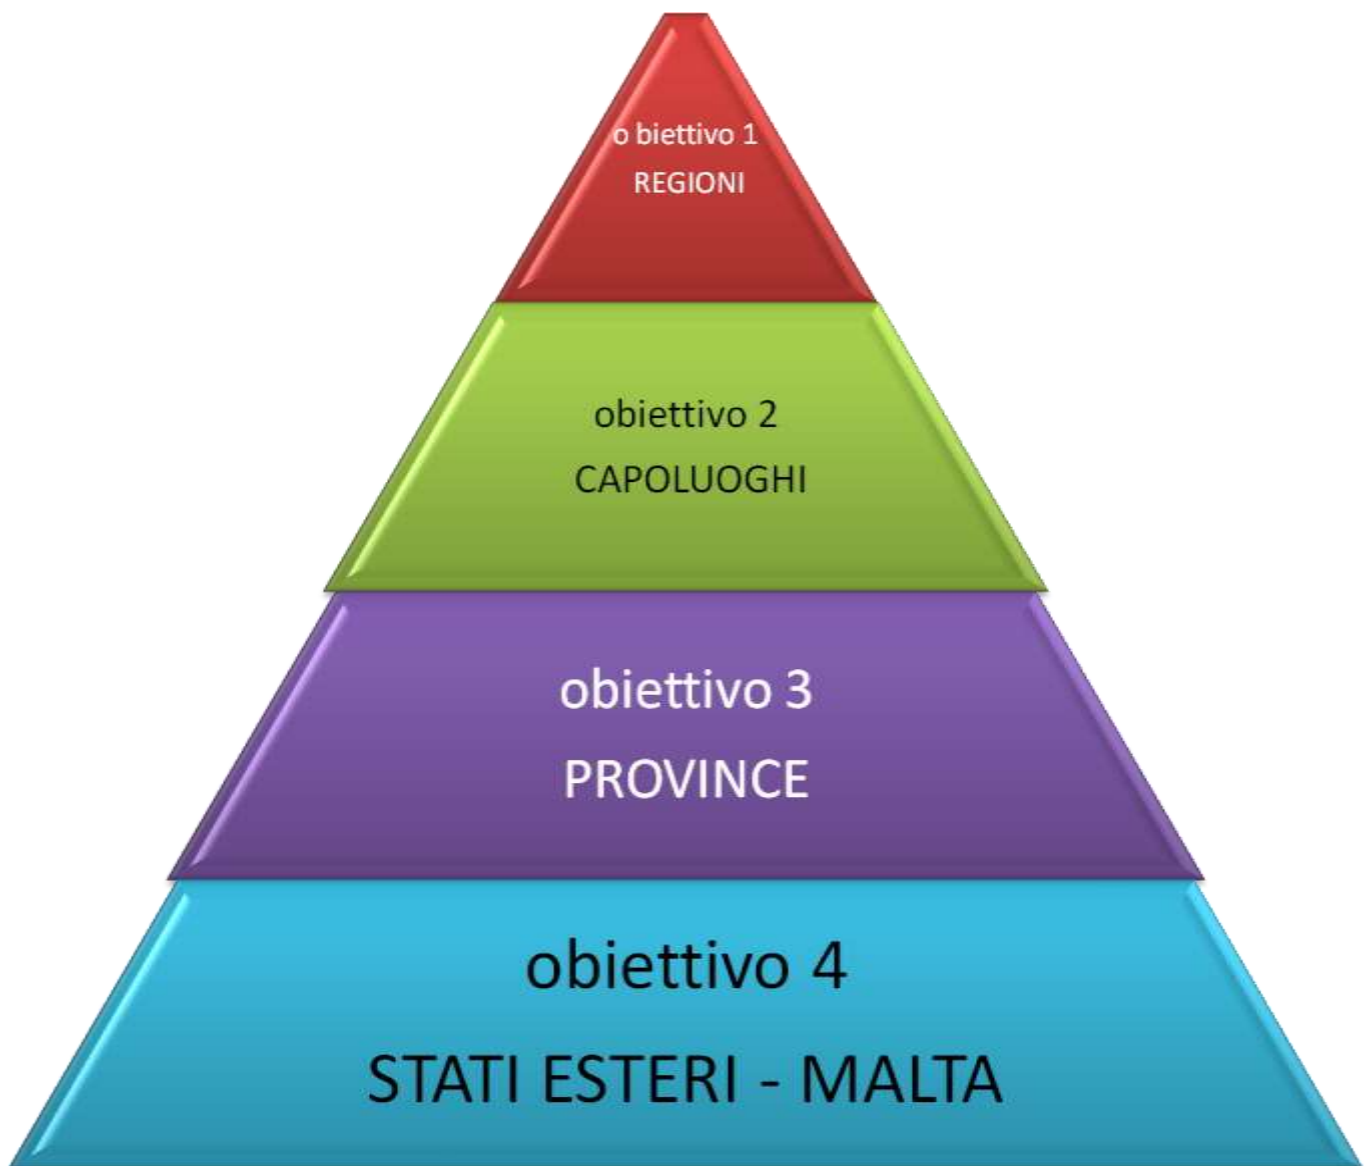 o biettivo 1
REGIONI
obiettivo 2
CAPOLUOGHI
obiettivo 3
PROVINCE
obiettivo 4
STATI ESTERI - MALTA